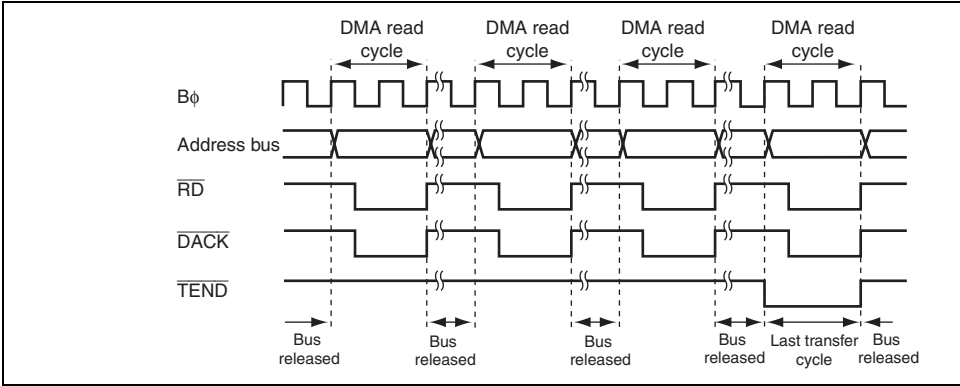 DMA read cycle
DMA read cycle
DMA read cycle
DMA read cycle
Bϕ
Address bus
RD
DACK
TEND
Bus released
Bus released
Bus released
Bus released
Last transfer cycle
Bus released